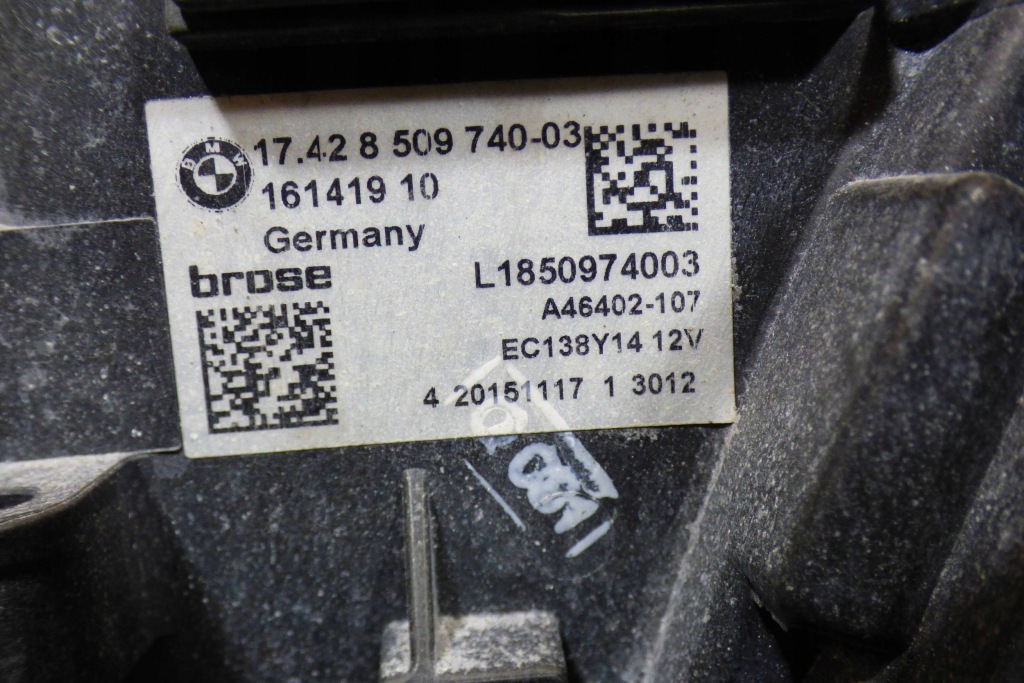 BMW
17.42 8 509 740-03
161419 10
Germany
brose
L1850974003
A46402-107
EC138Y14 12V
4 20151117 1 3012